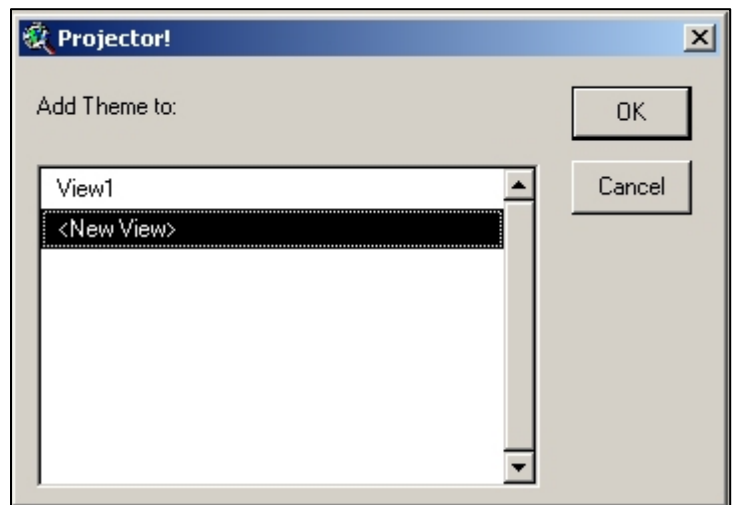 Projector!
Add Theme to:
OK
View1
Cancel
<New View>